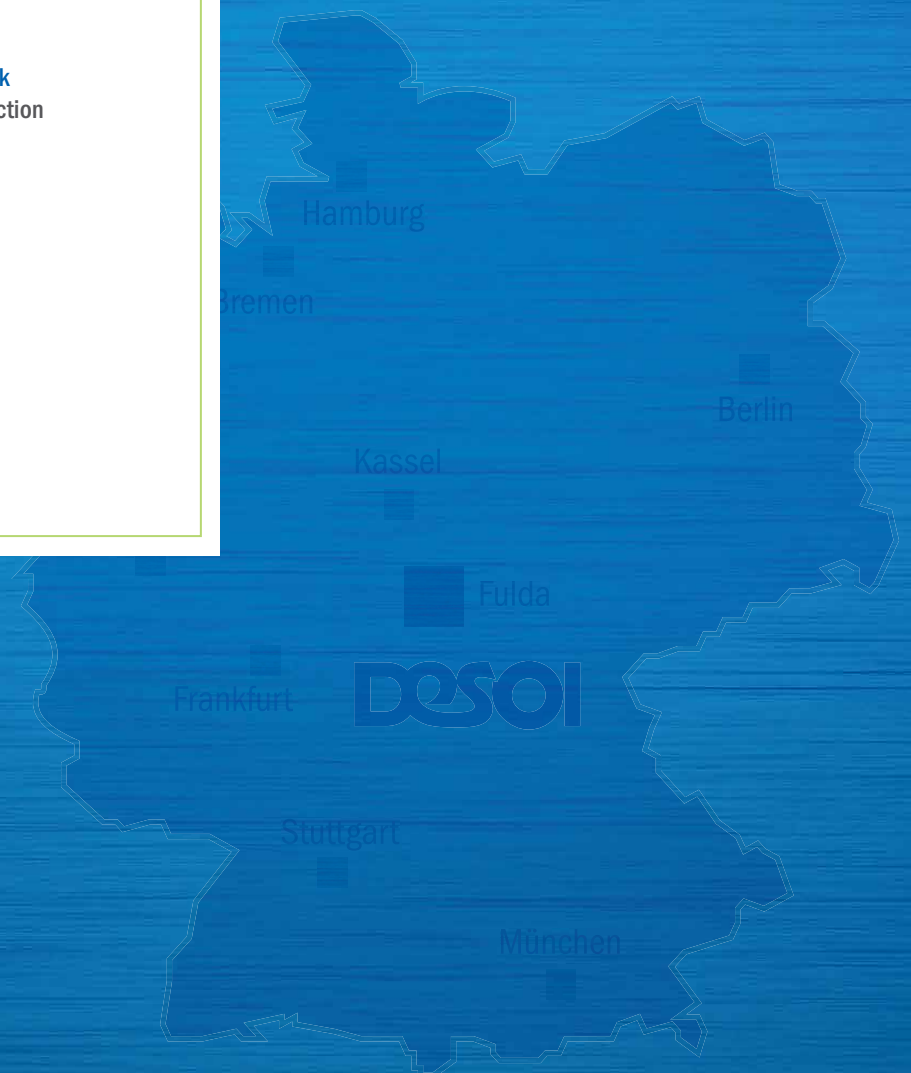 k
ction
Hamburg
Bremen
Berlin
Kassel
Fulda
DESOI
Frankfurt
Stuttgart
München